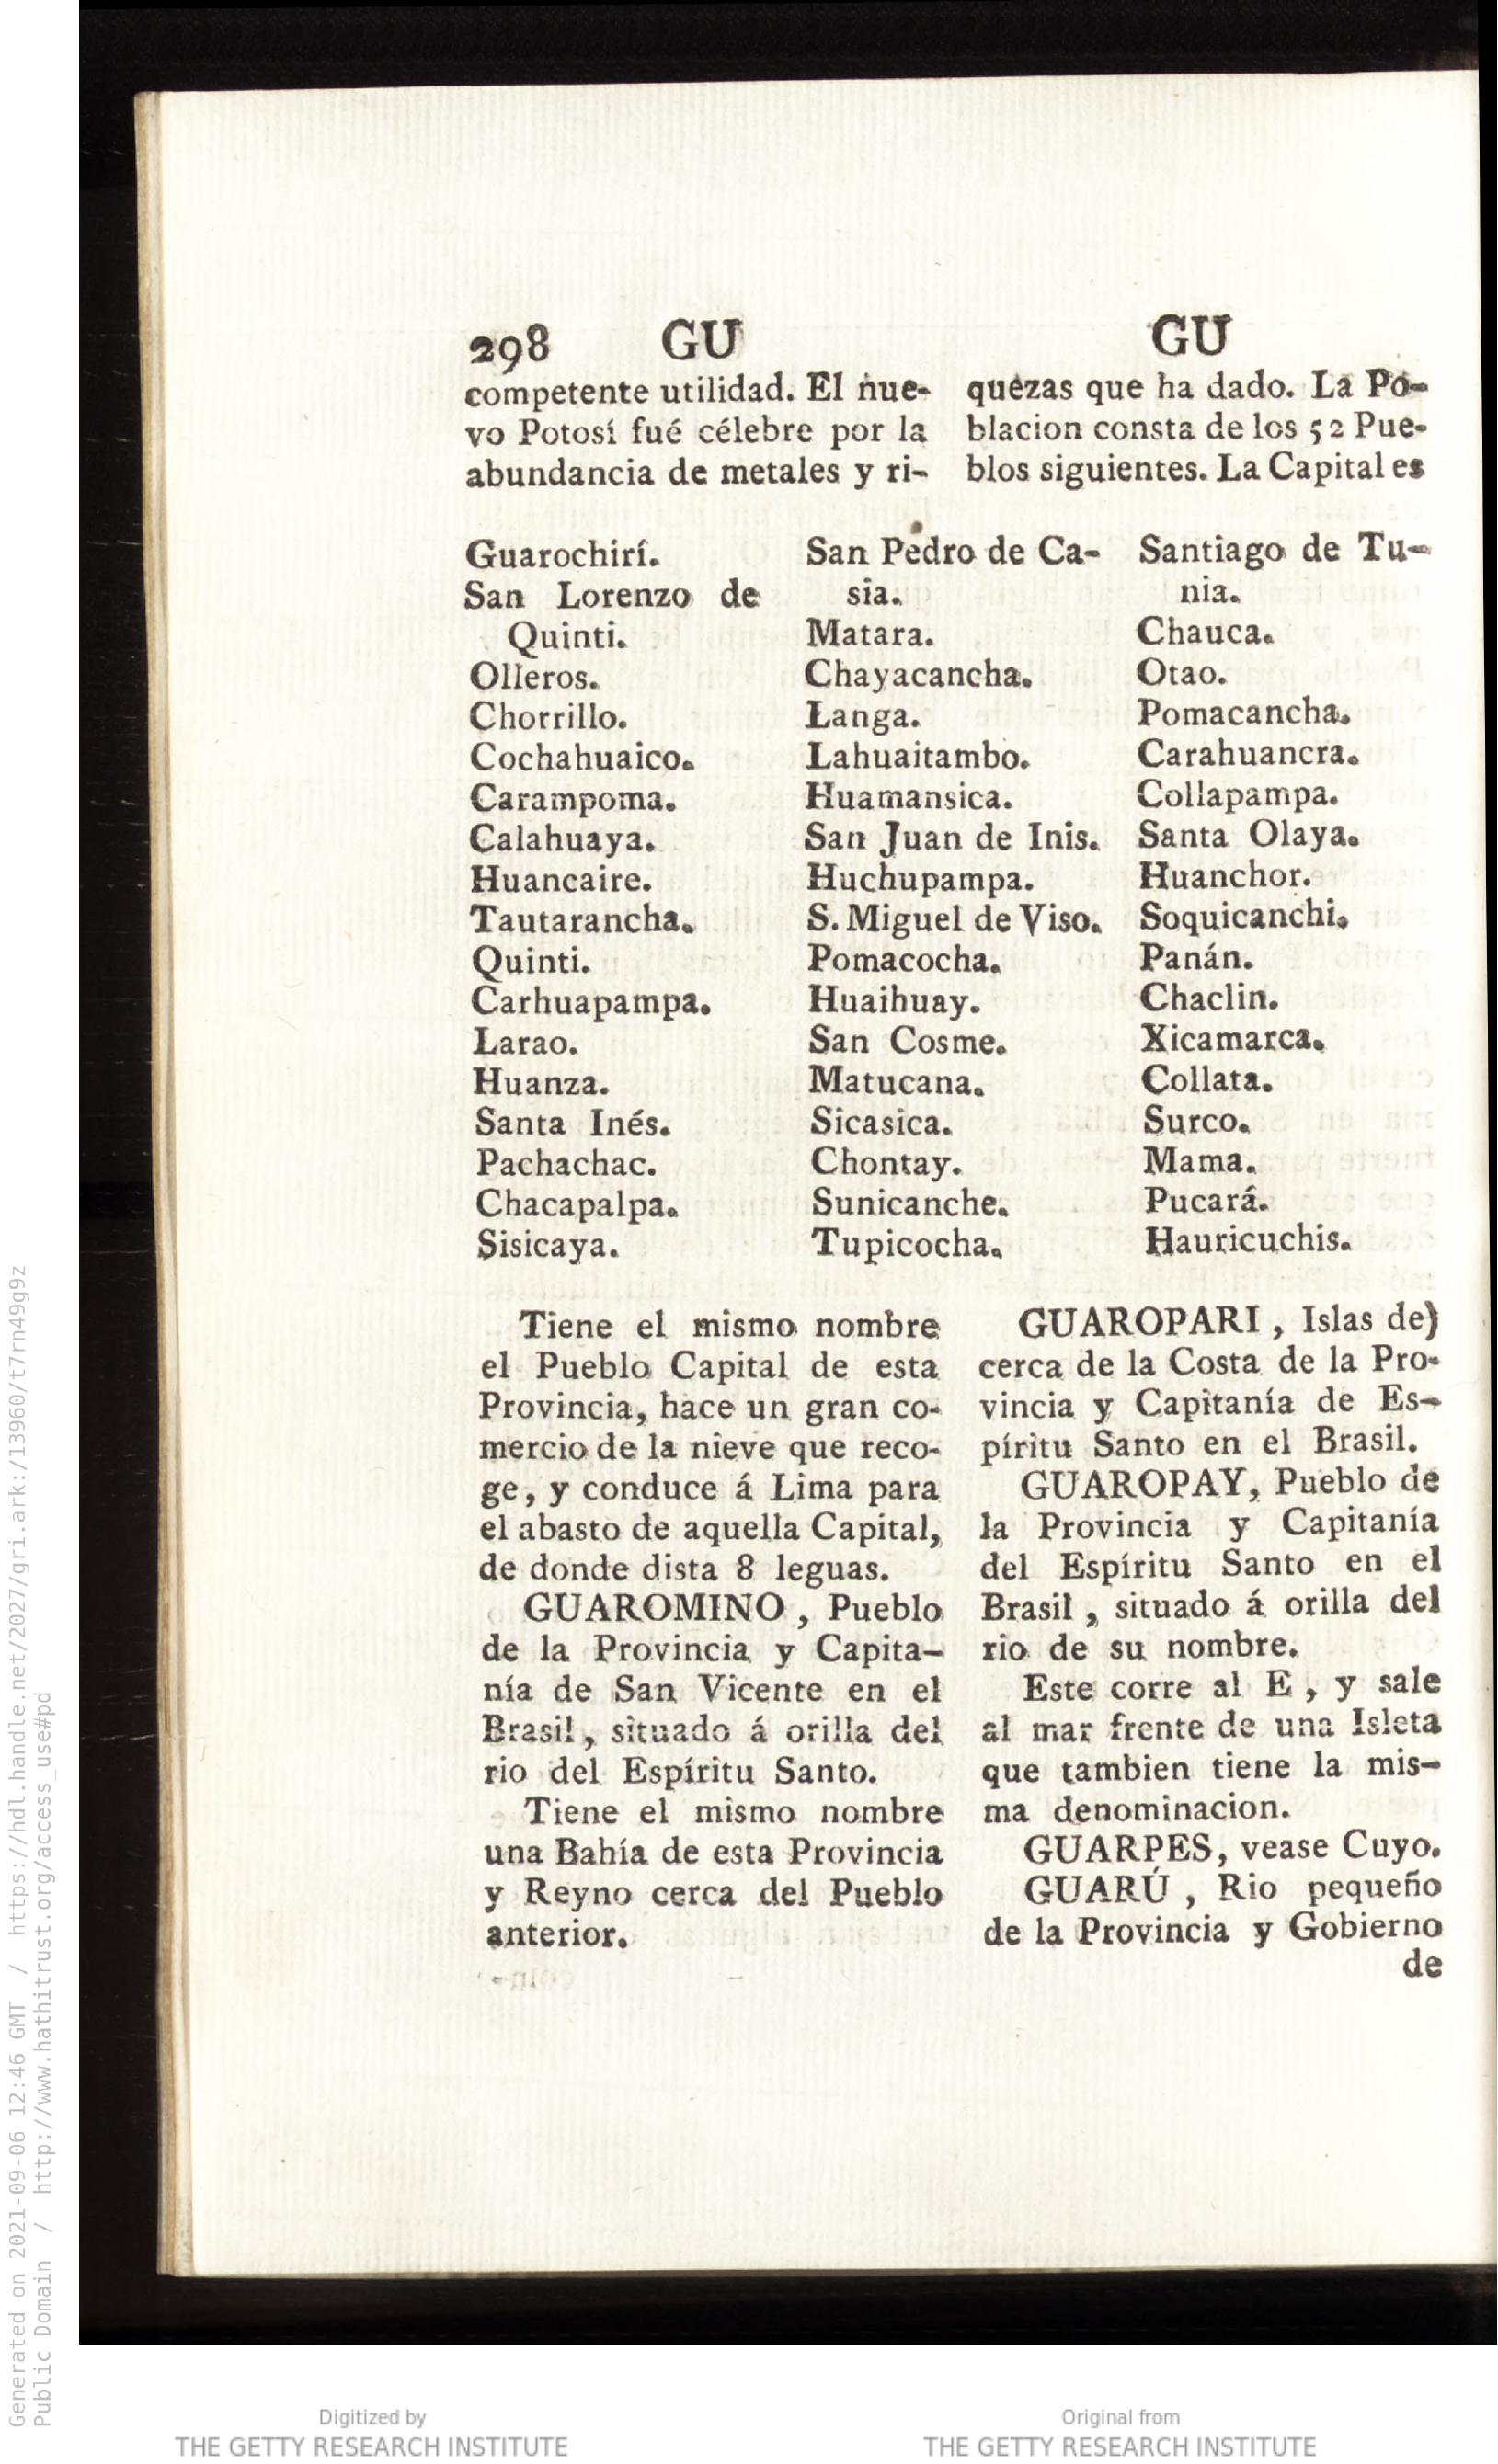 298 GU GU
competente utilidad. El nue-
vo Potosí fué célebre por la
abundancia de metales y ri-
quezas que ha dado. La Po-
blacion consta de los 52 Pue-
blos siguientes. La Capital es
Guarochirí.
San Lorenzo de
Quinti.
Olleros.
Chorrillo.
Cochahuaico.
Carampoma.
Calahuaya.
Huancaire.
Tautarancha.
Quinti.
Carhuapampa.
Larao.
Huanza.
Santa Inés.
Pachachac.
Chacapalpa.
Sisicaya.
San Pedro de Ca-
sia.
Matara.
Chayacancha.
Langa.
Lahuaitambo.
Huamansica.
San Juan de Inis.
Huchupampa.
S. Miguel de Viso.
Pomacocha.
Huaihuay.
San Cosme.
Matucana.
Sicasica.
Chontay.
Sunicanche.
Tupicocha.
Santiago de Tu-
nia.
Chauca.
Otao.
Pomacancha.
Carahuancra.
Collapampa.
Santa Olaya.
Huanchor.
Soquicanchi.
Panán.
Chaclin.
Xicamarca.
Collata.
Surco.
Mama.
Pucará.
Hauricuchis.
Tiene el mismo nombre
el Pueblo Capital de esta
Provincia, hace un gran co-
mercio de la nieve que reco-
ge, y conduce á Lima para
el abasto de aquella Capital,
de donde dista 8 leguas.
GUAROMINO, Pueblo
de la Provincia y Capita-
nía de San Vicente en el
Brasil, situado á orilla del
rio del Espíritu Santo.
Tiene el mismo nombre
una Bahía de esta Provincia
y Reyno cerca del Pueblo
anterior.
GUAROPARI, Islas de)
cerca de la Costa de la Pro-
vincia y Capitanía de Es-
píritu Santo en el Brasil.
GUAROPAY, Pueblo de
la Provincia y Capitanía
del Espíritu Santo en el
Brasil, situado á orilla del
rio de su nombre.
Este corre al E, y sale
al mar frente de una Isleta
que tambien tiene la mis-
ma denominacion.
GUARPES, vease Cuyo.
GUARÚ, Rio pequeño
de la Provincia y Gobierno
de
Generated on 2021-09-06 12:46 GMT / https://hdl.handle.net/2027/gri.ark:/13960/t7rn49g9z
Public Domain / http://www.hathitrust.org/access_use#pd
Digitized by
THE GETTY RESEARCH INSTITUTE
Original from
THE GETTY RESEARCH INSTITUTE